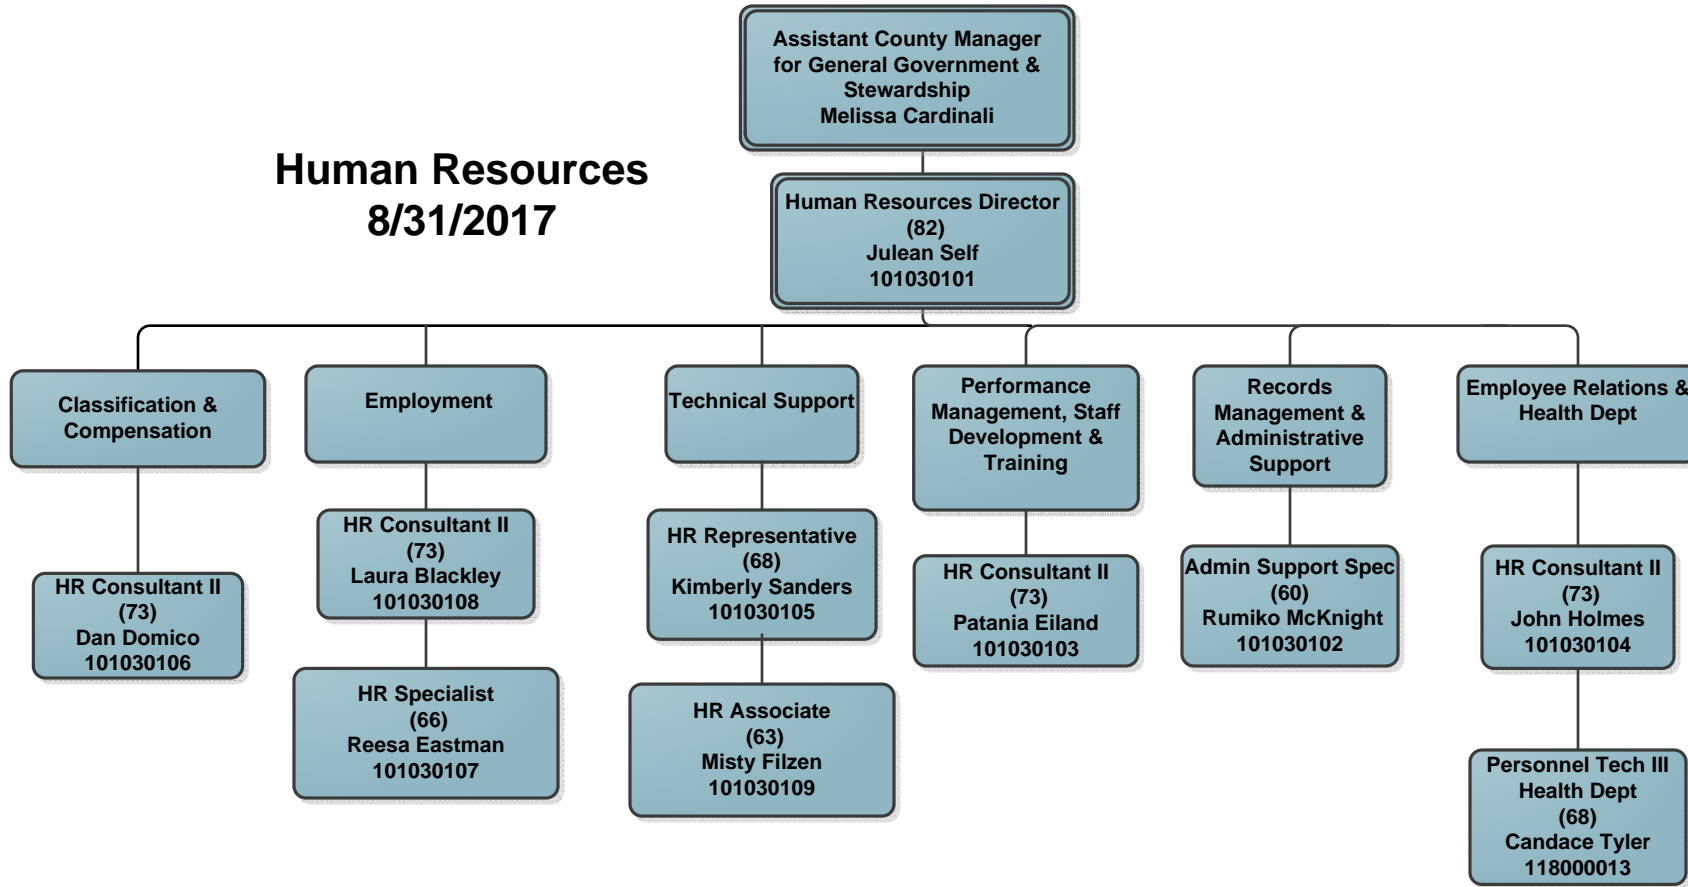 Assistant County Manager
for General Government &
Stewardship
Melissa Cardinali
Human Resources
8/31/2017
Human Resources Director
(82)
Julean Self
101030101
Classification &
Compensation
Employment
Technical Support
Performance
Management, Staff
Development &
Training
Records
Management &
Administrative
Support
Employee Relations &
Health Dept
HR Consultant II
(73)
Dan Domico
101030106
HR Consultant II
(73)
Laura Blackley
101030108
HR Specialist
(66)
Reesa Eastman
101030107
HR Representative
(68)
Kimberly Sanders
101030105
HR Associate
(63)
Misty Filzen
101030109
HR Consultant II
(73)
Patania Eiland
101030103
Admin Support Spec
(60)
Rumiko McKnight
101030102
HR Consultant II
(73)
John Holmes
101030104
Personnel Tech III
Health Dept
(68)
Candace Tyler
118000013